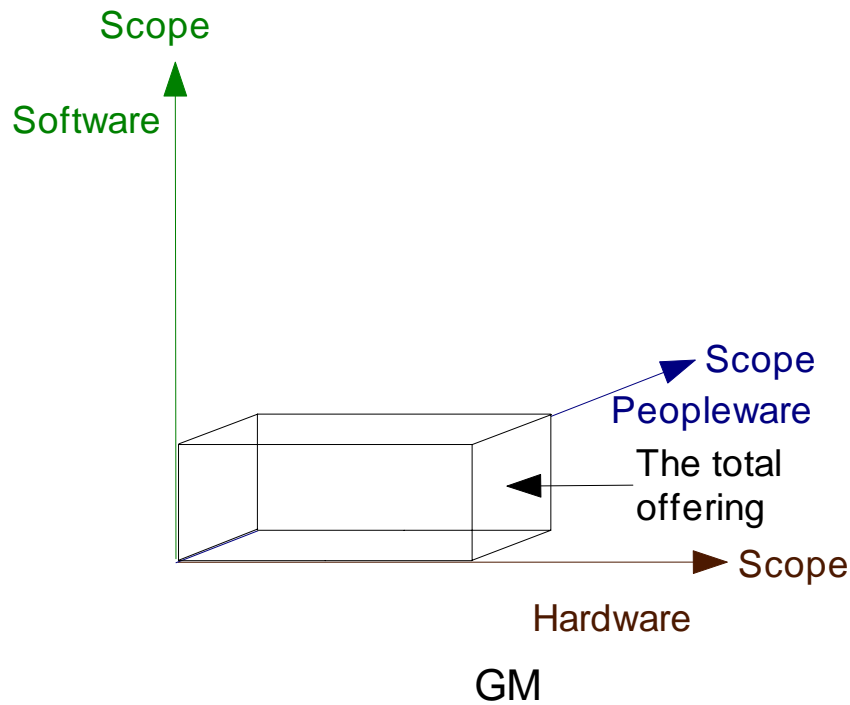 Scope
Software
Scope
Peopleware
The total
offering
Scope
Hardware
GM